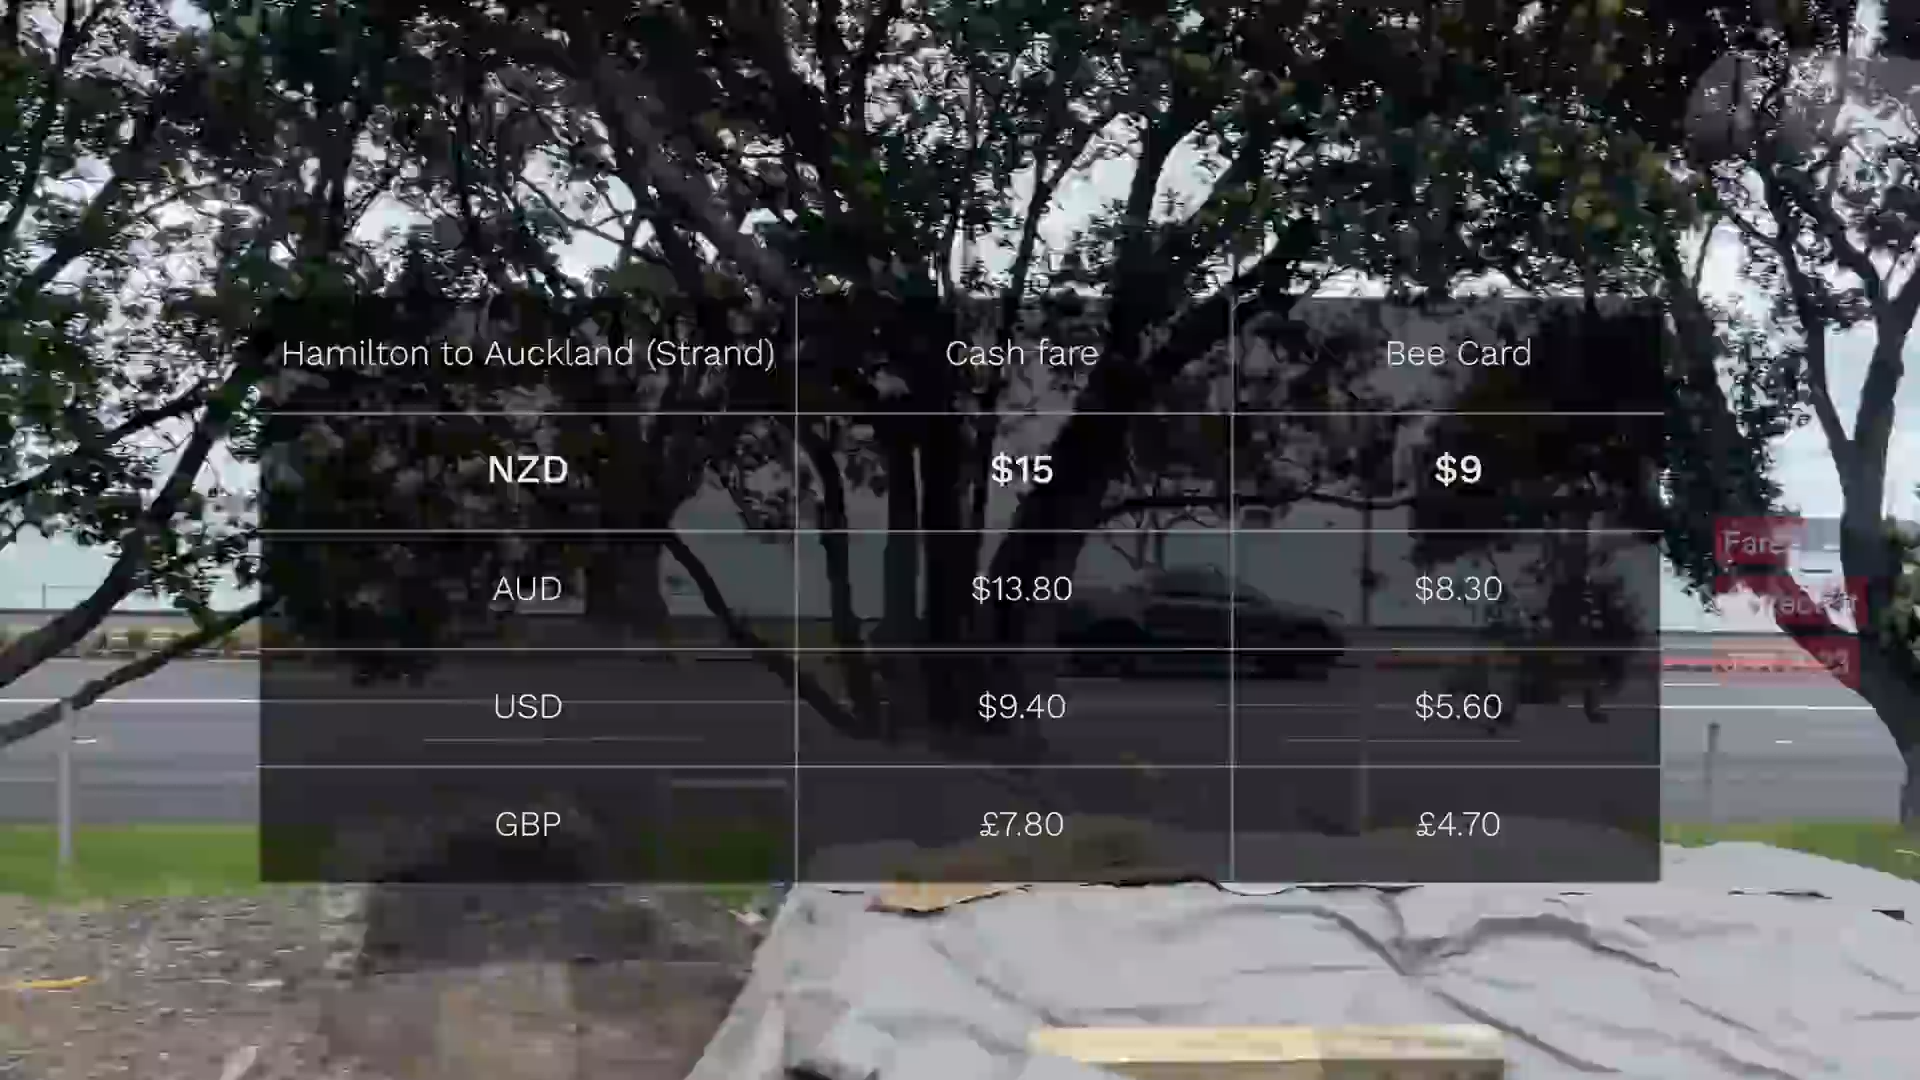 Hamilton to Auckland (Strand) Cash fare Bee Card
NZD $15 $9
AUD $13.80 $8.30
USD $9.40 $5.60
GBP £7.80 £4.70